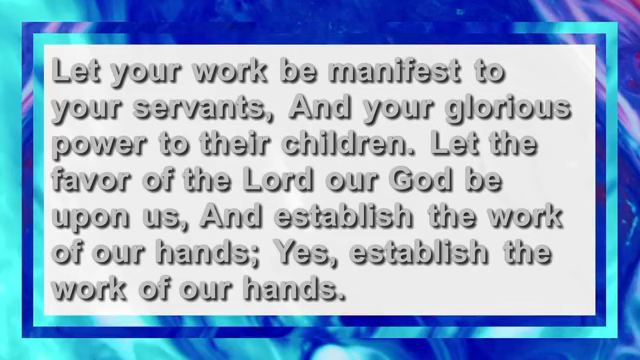 Let your work be manifest to
your servants, And your glorious
power to their children. Let the
favor of the Lord our God be
upon us, And establish the work
of our hands; Yes, establish the
work of our hands.